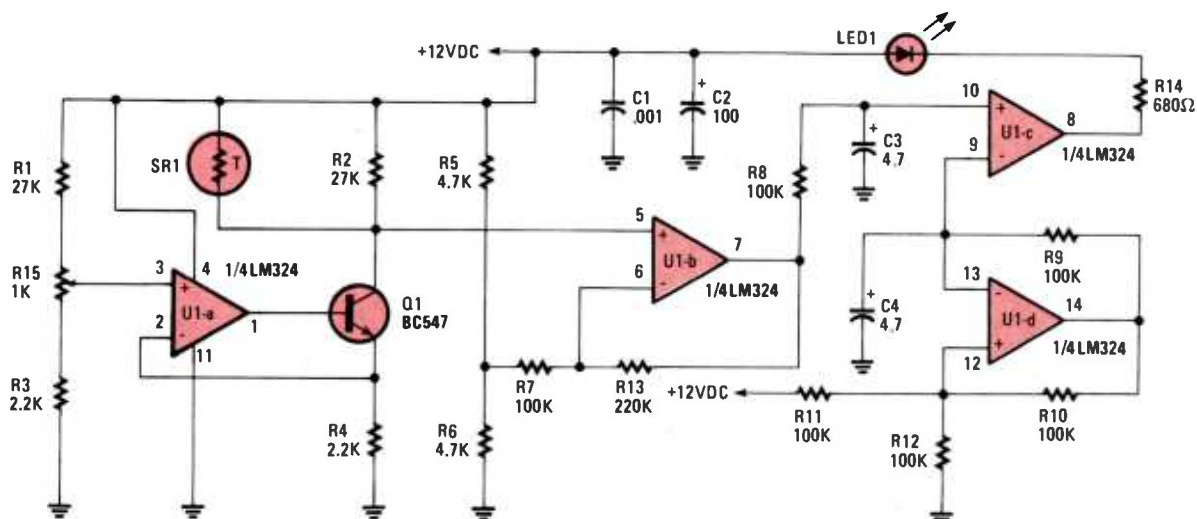 +12VDC
LED1
C1
.001
+
C2
100
R14
680Ω
R1
27K
SR1
T
R2
27K
R5
4.7K
R8
100K
+
C3
4.7
10
+
9
-
U1-c
8
1/4LM324
R15
1K
3
+
2
-
4
U1-a
11
1
1/4LM324
Q1
BC547
5
+
6
-
U1-b
7
1/4LM324
R9
100K
+
C4
4.7
13
-
12
+
U1-d
14
1/4LM324
R3
2.2K
R4
2.2K
R6
4.7K
R7
100K
R13
220K
+12VDC
R11
100K
R12
100K
R10
100K